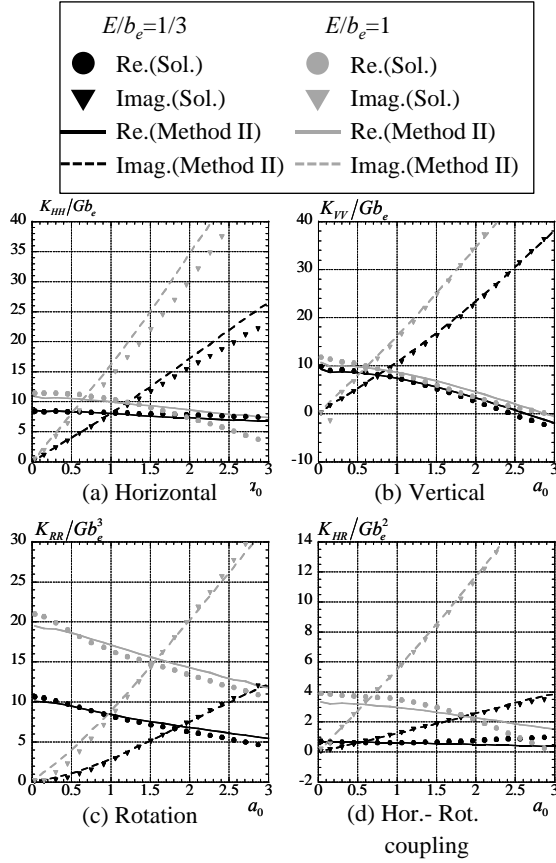 E/b_e=1/3 E/b_e=1
Re.(Sol.) Re.(Sol.)
Imag.(Sol.) Imag.(Sol.)
Re.(Method II) Re.(Method II)
Imag.(Method II) Imag.(Method II)
K_HH/Gb_e
40
35
30
25
20
15
10
5
0
0 0.5 1 1.5 2 2.5 3
(a) Horizontal a_0
K_VV/Gb_e
40
30
20
10
0
-10
0 0.5 1 1.5 2 2.5 3
(b) Vertical a_0
K_RR/Gb_e^3
30
25
20
15
10
5
0
0 0.5 1 1.5 2 2.5 3
(c) Rotation a_0
K_HR/Gb_e^2
14
12
10
8
6
4
2
0
-2
0 0.5 1 1.5 2 2.5 3
(d) Hor.- Rot. a_0
coupling